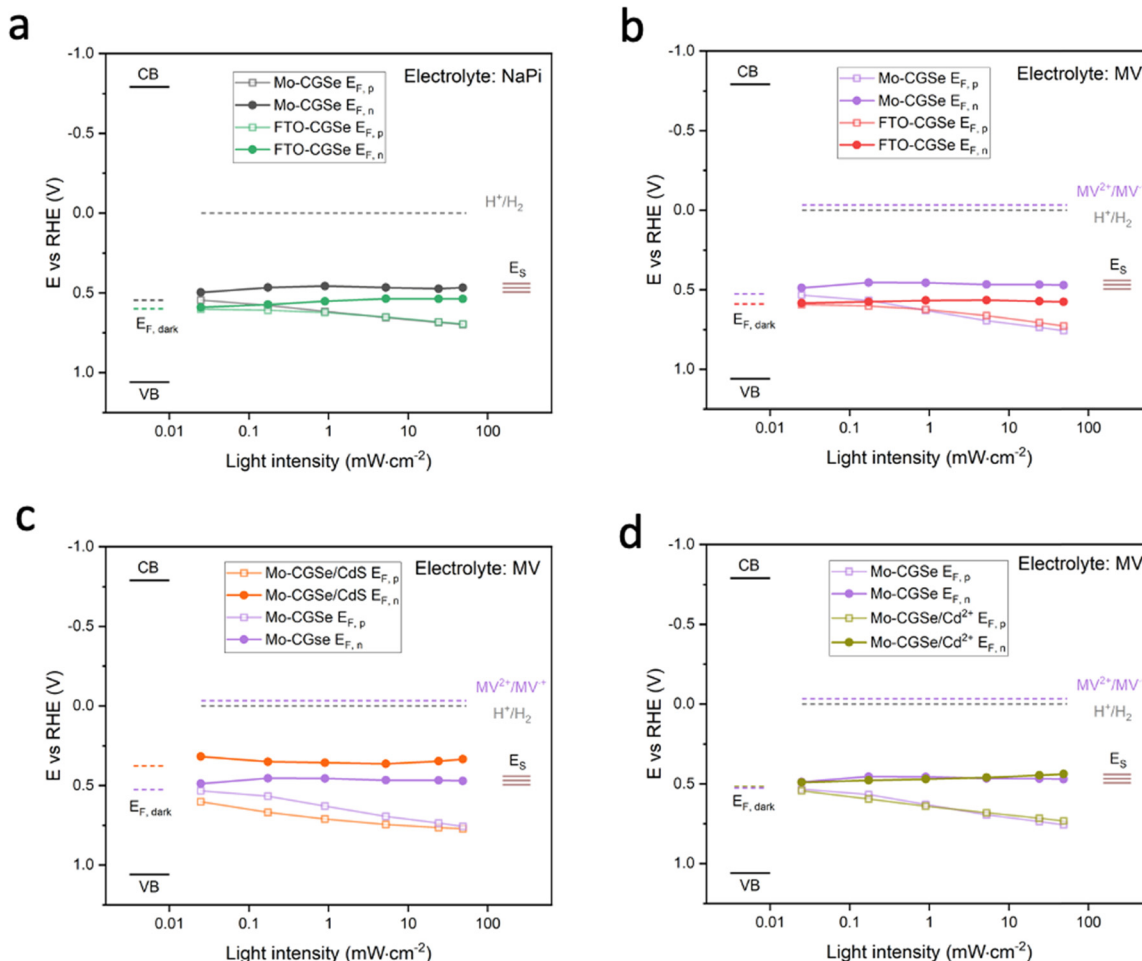 a
Electrolyte: NaPi
CB
Mo-CGSe E_F, p
Mo-CGSe E_F, n
FTO-CGSe E_F, p
FTO-CGSe E_F, n
H⁺/H₂
E_S
E_F, dark
VB
-1.0
-0.5
0.0
0.5
1.0
E vs RHE (V)
0.01 0.1 1 10 100
Light intensity (mW·cm⁻²)
b
Electrolyte: MV
CB
Mo-CGSe E_F, p
Mo-CGSe E_F, n
FTO-CGSe E_F, p
FTO-CGSe E_F, n
MV²⁺/MV
H⁺/H₂
E_S
E_F, dark
VB
-1.0
-0.5
0.0
0.5
1.0
E vs RHE (V)
0.01 0.1 1 10 100
Light intensity (mW·cm⁻²)
c
Electrolyte: MV
CB
Mo-CGSe/CdS E_F, p
Mo-CGSe/CdS E_F, n
Mo-CGSe E_F, p
Mo-CGse E_F, n
MV²⁺/MV·⁺
H⁺/H₂
E_S
E_F, dark
VB
-1.0
-0.5
0.0
0.5
1.0
E vs RHE (V)
0.01 0.1 1 10 100
Light intensity (mW·cm⁻²)
d
Electrolyte: MV
CB
Mo-CGSe E_F, p
Mo-CGSe E_F, n
Mo-CGSe/Cd²⁺ E_F, p
Mo-CGSe/Cd²⁺ E_F, n
MV²⁺/MV
H⁺/H₂
E_S
E_F, dark
VB
-1.0
-0.5
0.0
0.5
1.0
E vs RHE (V)
0.01 0.1 1 10 100
Light intensity (mW·cm⁻²)